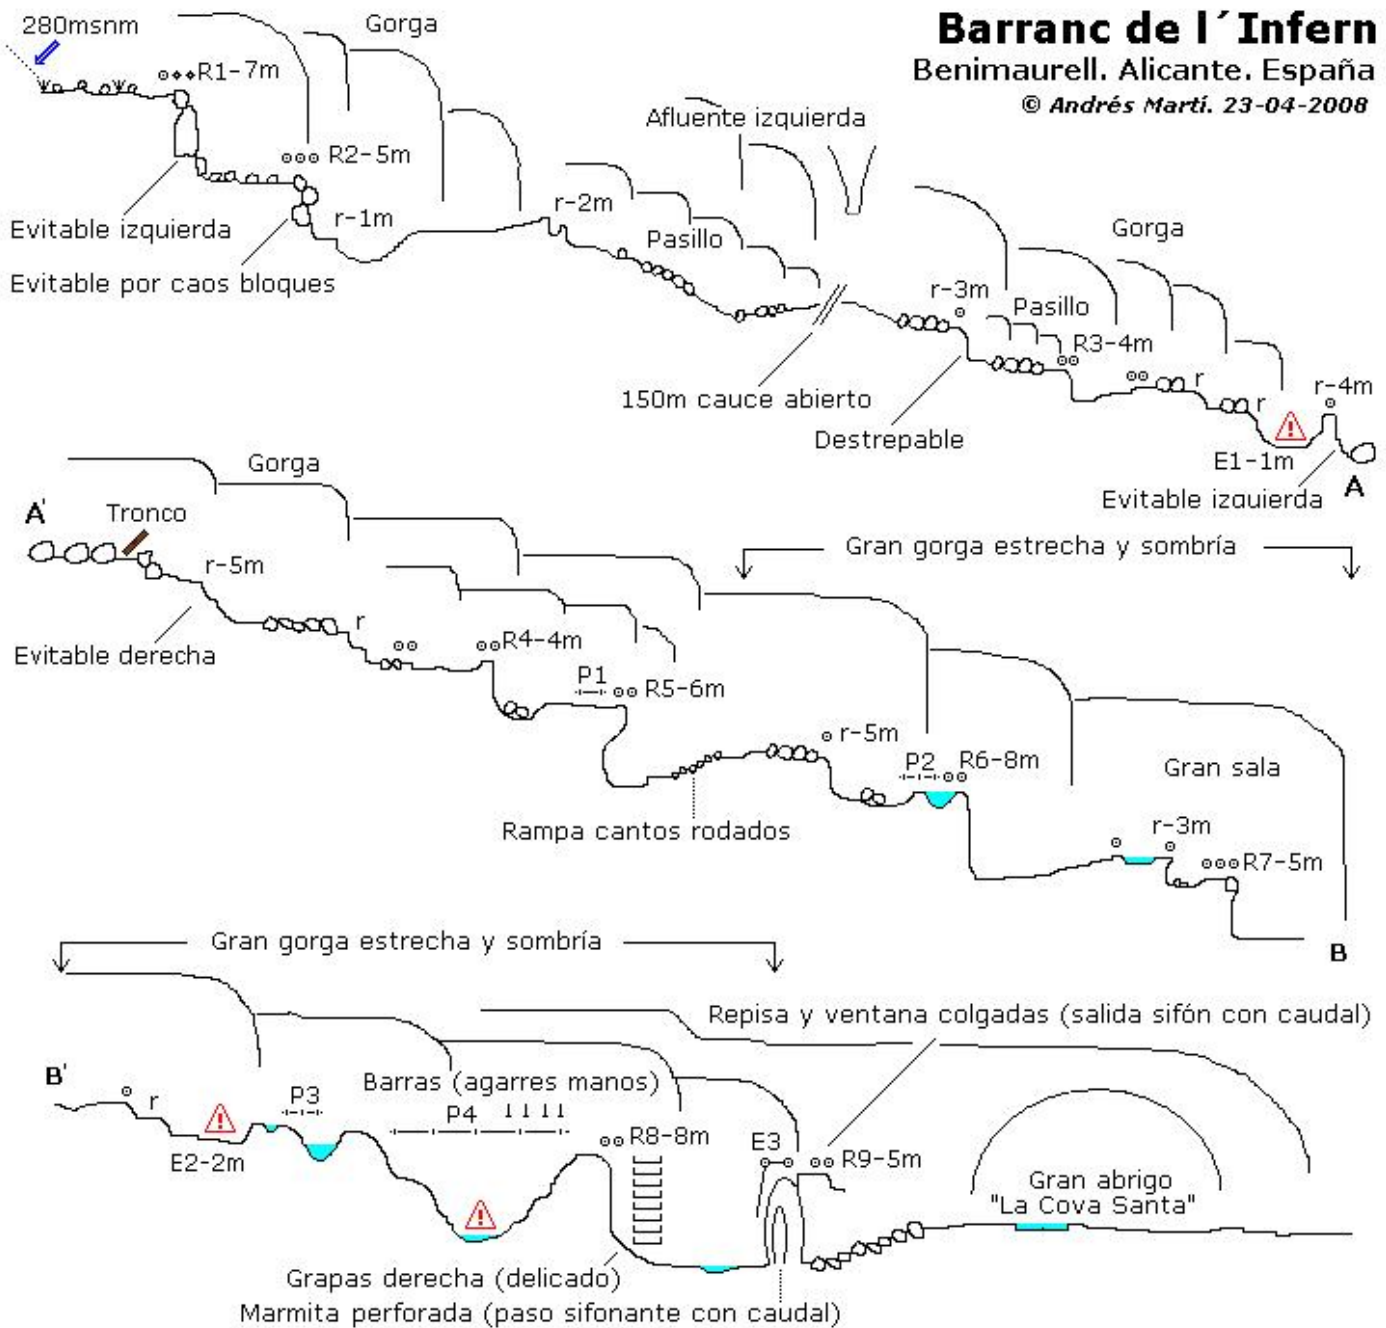 Barranc de l´Infern
Benimaurell. Alicante. España
© Andrés Martí. 23-04-2008
280msnm
Gorga
R1-7m
R2-5m
r-1m
Evitable izquierda
Evitable por caos bloques
r-2m
Pasillo
Afluente izquierda
150m cauce abierto
r-3m
Destrepable
Pasillo
R3-4m
Gorga
r
r
E1-1m
r-4m
Evitable izquierda
A
A'
Tronco
Gorga
r-5m
Evitable derecha
r
R4-4m
P1
R5-6m
Rampa cantos rodados
Gran gorga estrecha y sombría
r-5m
P2
R6-8m
Gran sala
r-3m
R7-5m
B
Gran gorga estrecha y sombría
Repisa y ventana colgadas (salida sifón con caudal)
B'
r
E2-2m
P3
Barras (agarres manos)
P4
R8-8m
E3
R9-5m
Gran abrigo
"La Cova Santa"
Grapas derecha (delicado)
Marmita perforada (paso sifonante con caudal)